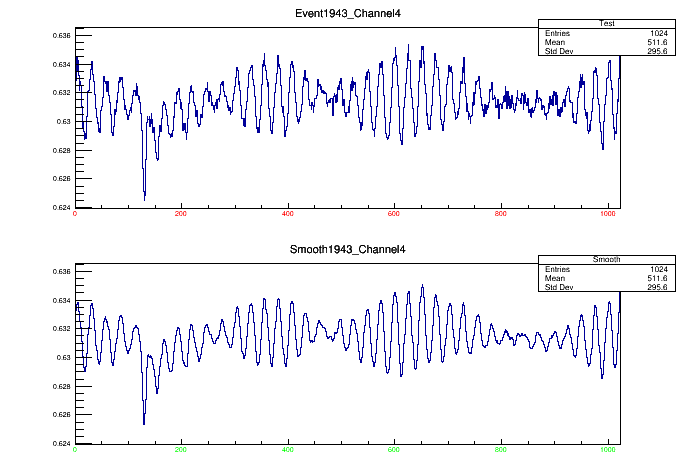 Event1943_Channel4
Test
Entries 1024
Mean 511.6
Std Dev 295.6
0.636
0.634
0.632
0.63
0.628
0.626
0.624
0 200 400 600 800 1000
Smooth1943_Channel4
Smooth
Entries 1024
Mean 511.6
Std Dev 295.6
0.636
0.634
0.632
0.63
0.628
0.626
0.624
0 200 400 600 800 1000